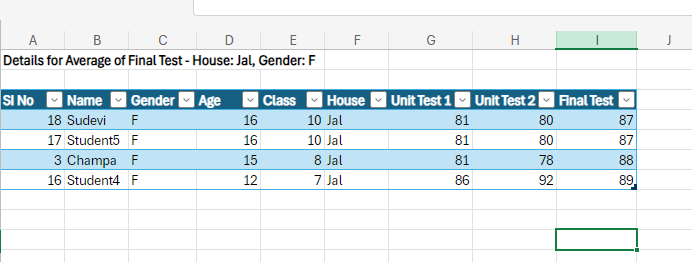 A B C D E F G H I J
Details for Average of Final Test - House: Jal, Gender: F
Sl No Name Gender Age Class House Unit Test 1 Unit Test 2 Final Test
18 Sudevi F 16 10 Jal 81 80 87
17 Student5 F 16 10 Jal 81 80 87
3 Champa F 15 8 Jal 81 78 88
16 Student4 F 12 7 Jal 86 92 89